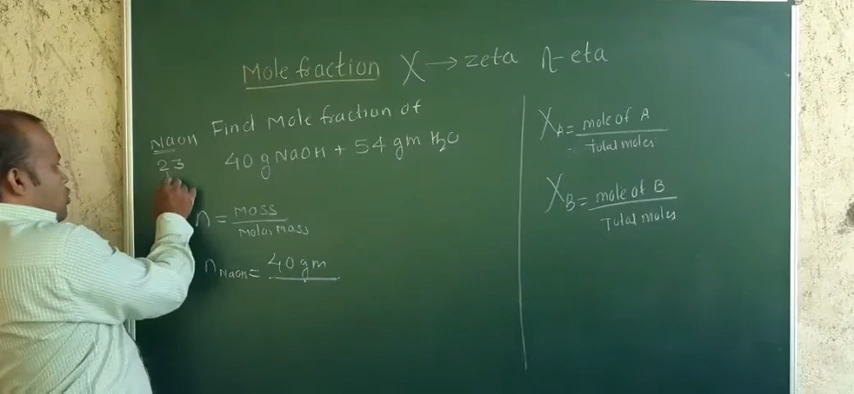 Mole fraction X → zeta η-eta
Find Mole fraction of
40 g NaOH + 54 gm H2O
NaOH
23
n = mass / molar mass
nNaOH = 40 gm
XA = mole of A / Total moles
XB = mole of B / Total moles